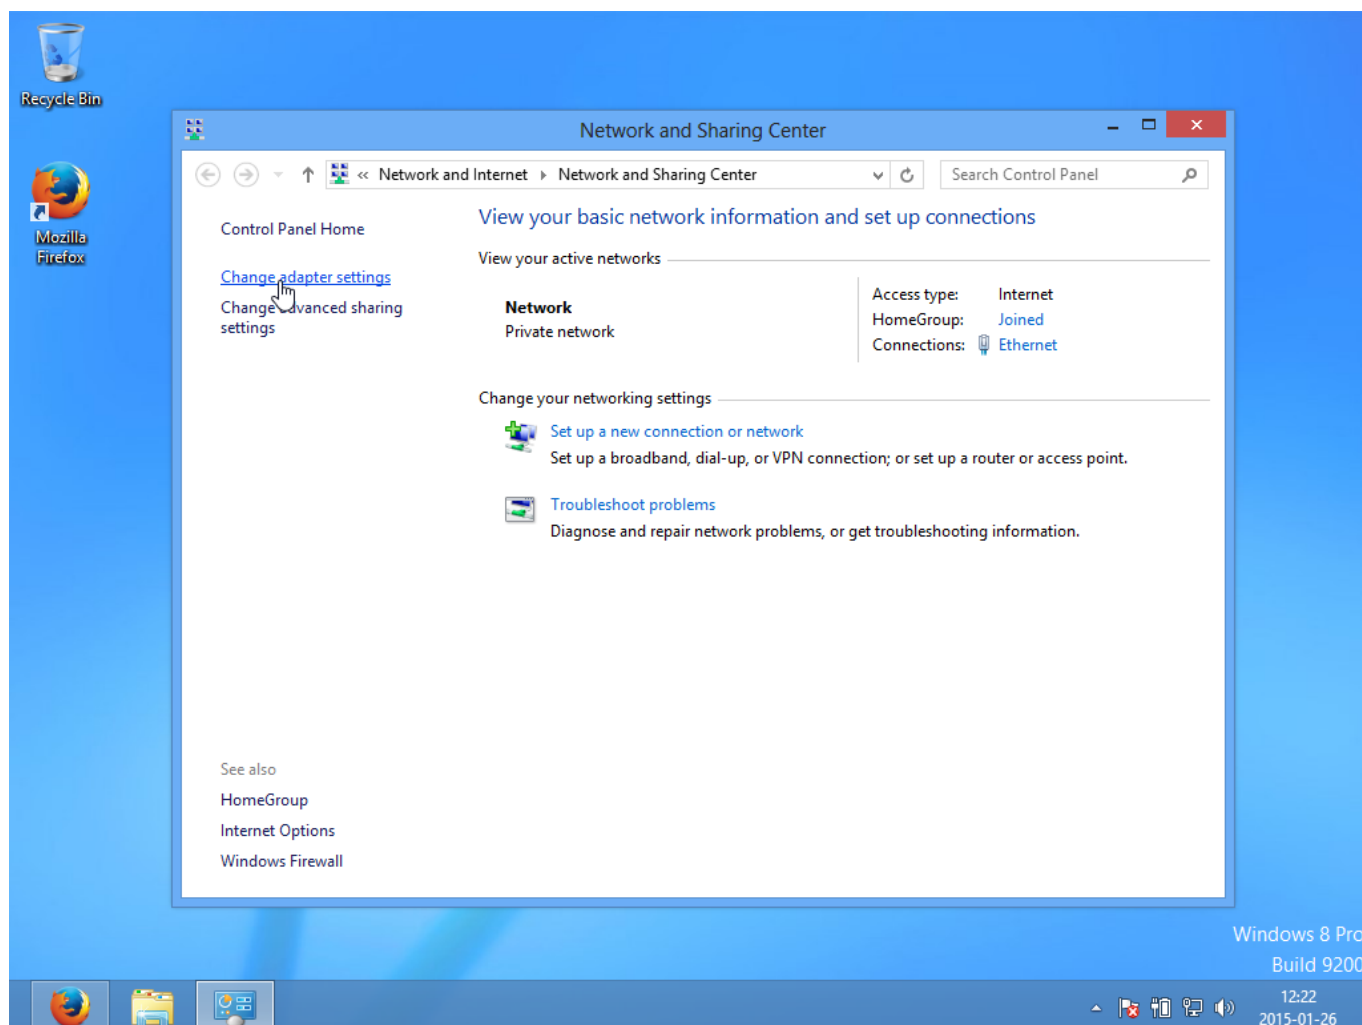 Recycle Bin
Mozilla
Firefox
Network and Sharing Center
« Network and Internet Network and Sharing Center
Search Control Panel
Control Panel Home
Change adapter settings
Change advanced sharing
settings
View your basic network information and set up connections
View your active networks
Network
Private network
Access type: Internet
HomeGroup: Joined
Connections: Ethernet
Change your networking settings
Set up a new connection or network
Set up a broadband, dial-up, or VPN connection; or set up a router or access point.
Troubleshoot problems
Diagnose and repair network problems, or get troubleshooting information.
See also
HomeGroup
Internet Options
Windows Firewall
Windows 8 Pro
Build 9200
12:22
2015-01-26